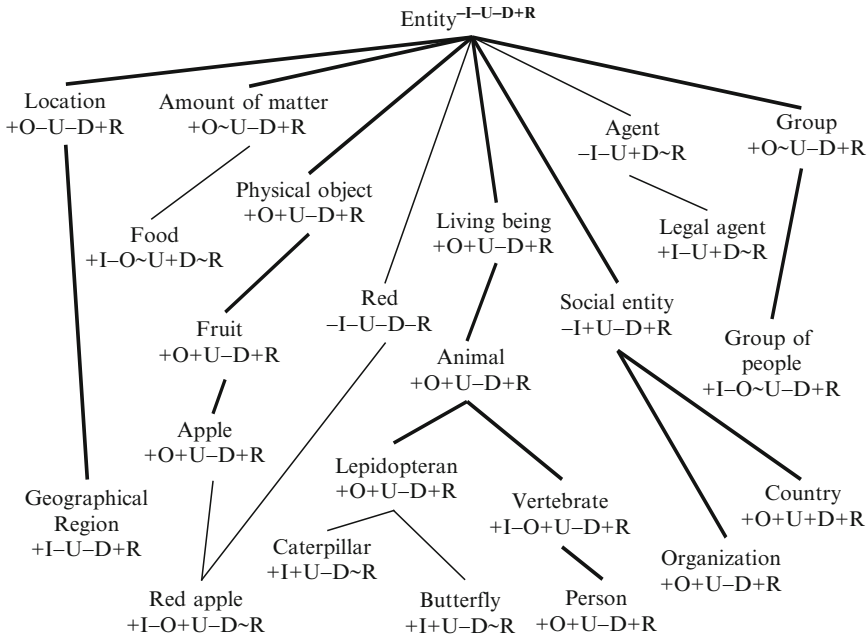 Entity–I–U–D+R
Location
+O–U–D+R
Amount of matter
+O~U–D+R
Agent
–I–U+D~R
Group
+O~U–D+R
Physical object
+O+U–D+R
Living being
+O+U–D+R
Legal agent
+I–U+D~R
Food
+I–O~U+D~R
Red
–I–U–D–R
Social entity
–I+U–D+R
Fruit
+O+U–D+R
Animal
+O+U–D+R
Group of
people
+I–O~U–D+R
Apple
+O+U–D+R
Lepidopteran
+O+U–D+R
Geographical
Region
+I–U–D+R
Vertebrate
+I–O+U–D+R
Country
+O+U+D+R
Caterpillar
+I+U–D~R
Organization
+O+U–D+R
Red apple
+I–O+U–D~R
Butterfly
+I+U–D~R
Person
+O+U–D+R